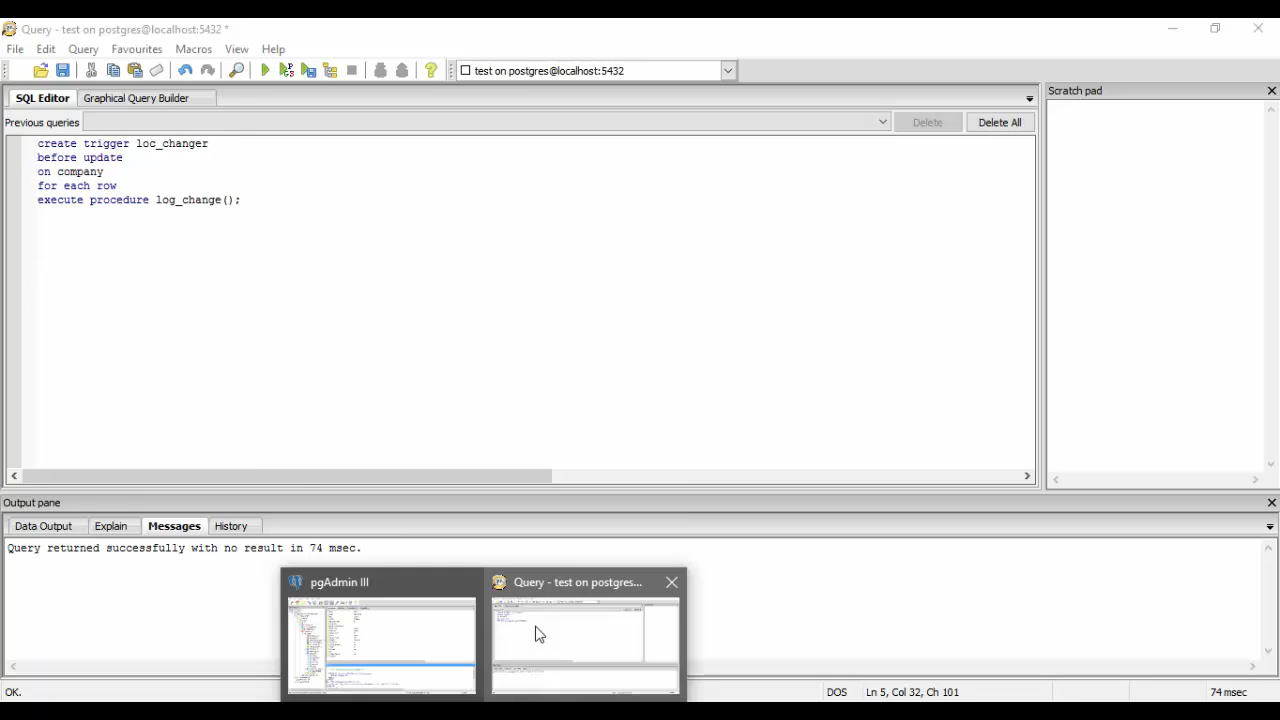 Query - test on postgres@localhost:5432 *
File Edit Query Favourites Macros View Help
test on postgres@localhost:5432
SQL Editor Graphical Query Builder
Scratch pad
Previous queries Delete Delete All
create trigger loc_changer
before update
on company
for each row
execute procedure log_change();
Output pane
Data Output Explain Messages History
Query returned successfully with no result in 74 msec.
pgAdmin III Query - test on postgres...
OK. DOS Ln 5, Col 32, Ch 101 74 msec